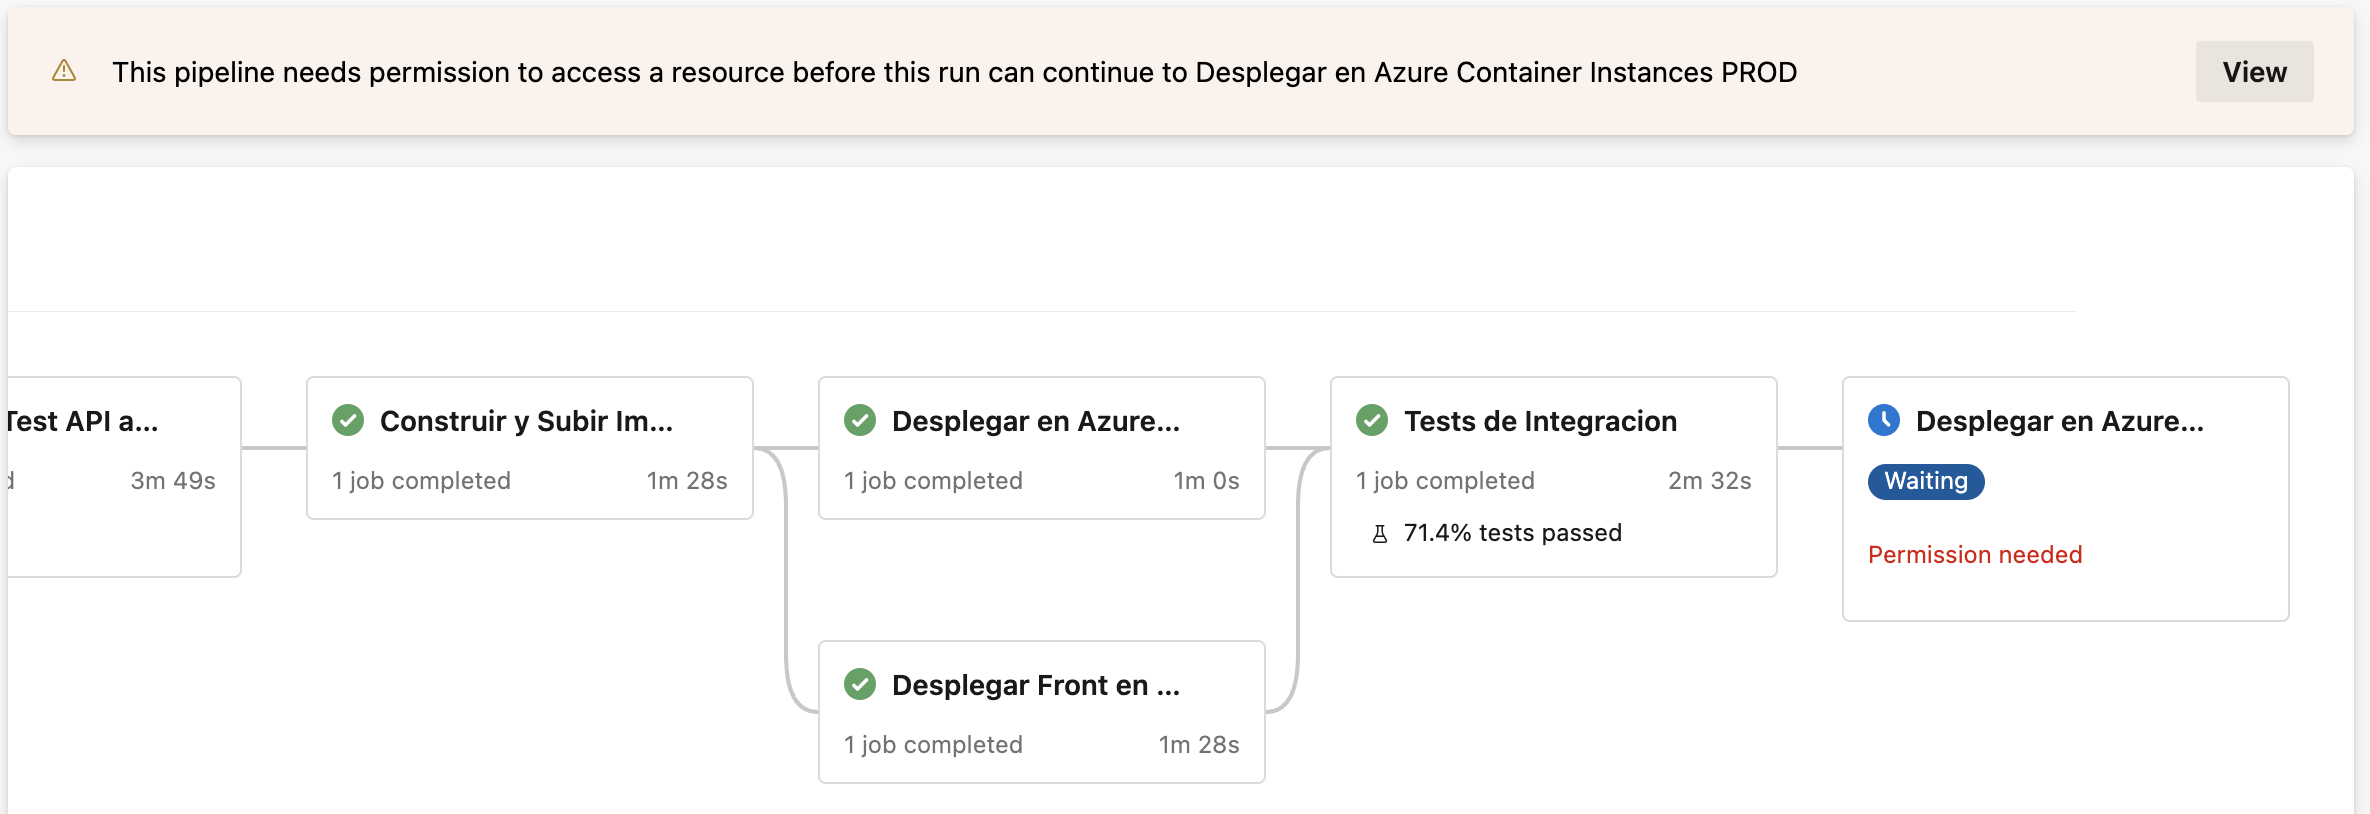 This pipeline needs permission to access a resource before this run can continue to Desplegar en Azure Container Instances PROD
View
Test API a...
3m 49s
Construir y Subir Im...
1 job completed
1m 28s
Desplegar en Azure...
1 job completed
1m 0s
Tests de Integracion
1 job completed
2m 32s
71.4% tests passed
Desplegar en Azure...
Waiting
Permission needed
Desplegar Front en ...
1 job completed
1m 28s